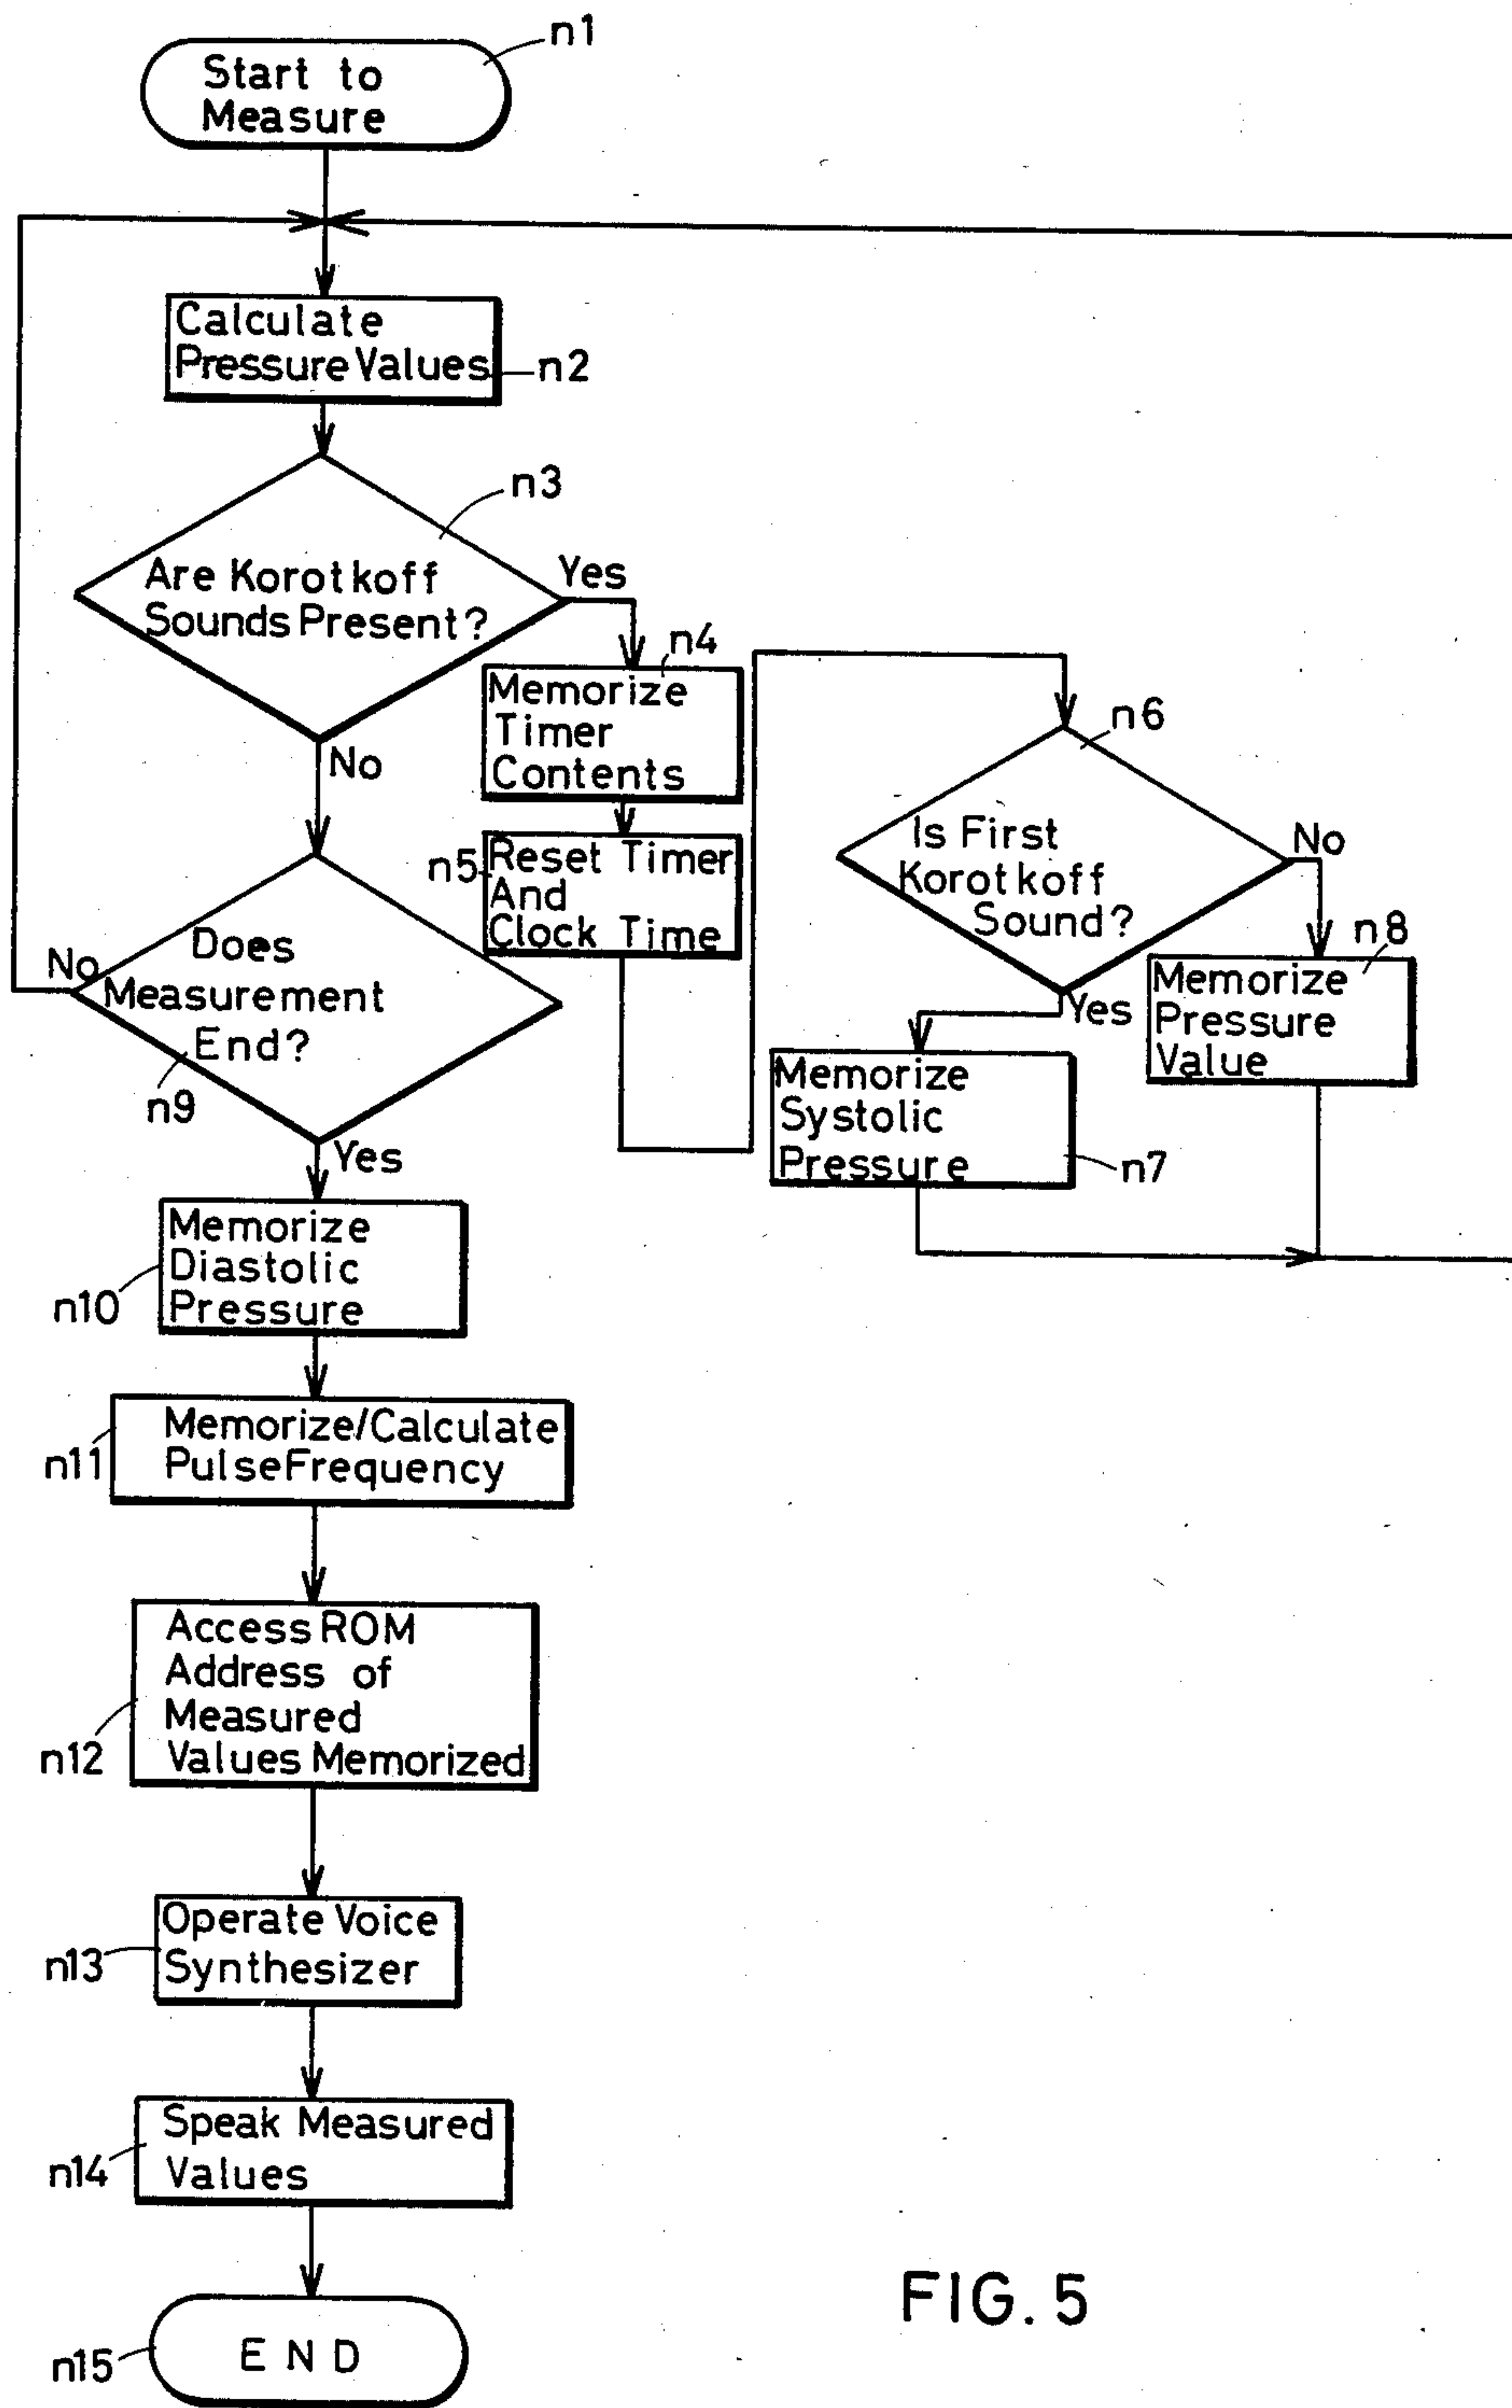 n1
Start to
Measure
Calculate
Pressure Values
n2
n3
Are Korotkoff
Sounds Present?
Yes
No
n4
Memorize
Timer
Contents
n5
Reset Timer
And
Clock Time
n6
Is First
Korotkoff
Sound?
No
Yes
n8
Memorize
Pressure
Value
Memorize
Systolic
Pressure
n7
No
Does
Measurement
End?
n9
Yes
Memorize
Diastolic
Pressure
n10
Memorize/Calculate
Pulse Frequency
n11
Access ROM
Address of
Measured
Values Memorized
n12
Operate Voice
Synthesizer
n13
Speak Measured
Values
n14
END
n15
FIG. 5